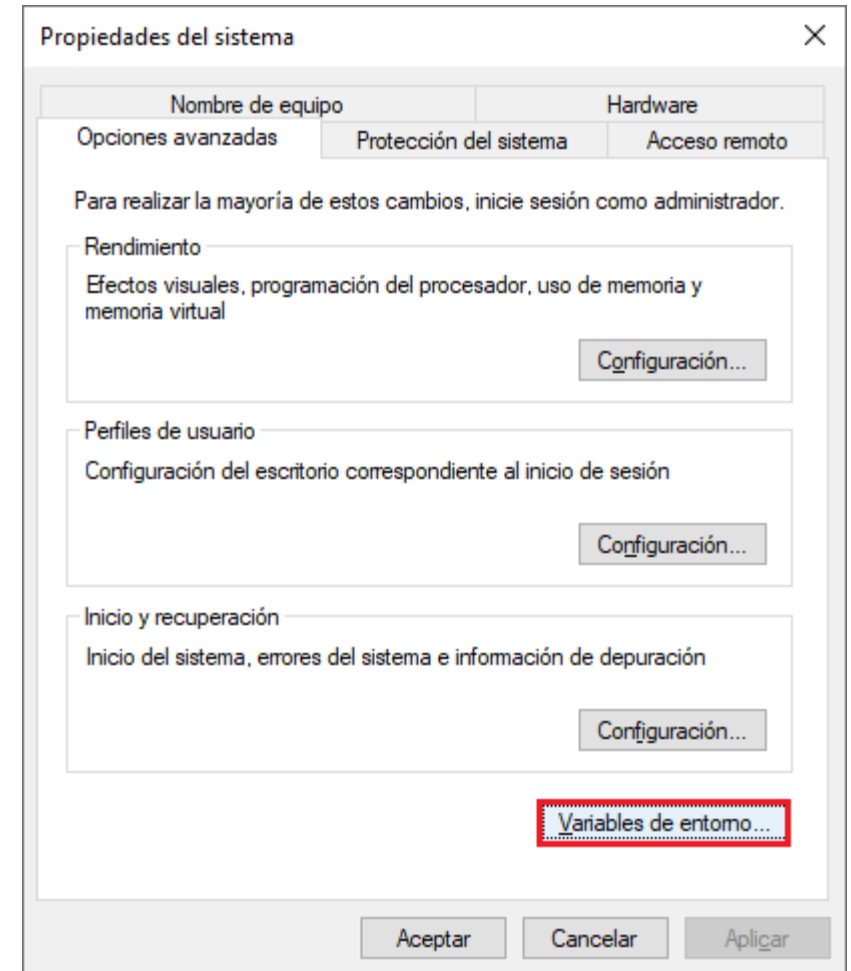 Propiedades del sistema
Nombre de equipo
Hardware
Opciones avanzadas
Protección del sistema
Acceso remoto
Para realizar la mayoría de estos cambios, inicie sesión como administrador.
Rendimiento
Efectos visuales, programación del procesador, uso de memoria y
memoria virtual
Configuración...
Perfiles de usuario
Configuración del escritorio correspondiente al inicio de sesión
Configuración...
Inicio y recuperación
Inicio del sistema, errores del sistema e información de depuración
Configuración...
Variables de entorno...
Aceptar
Cancelar
Aplicar